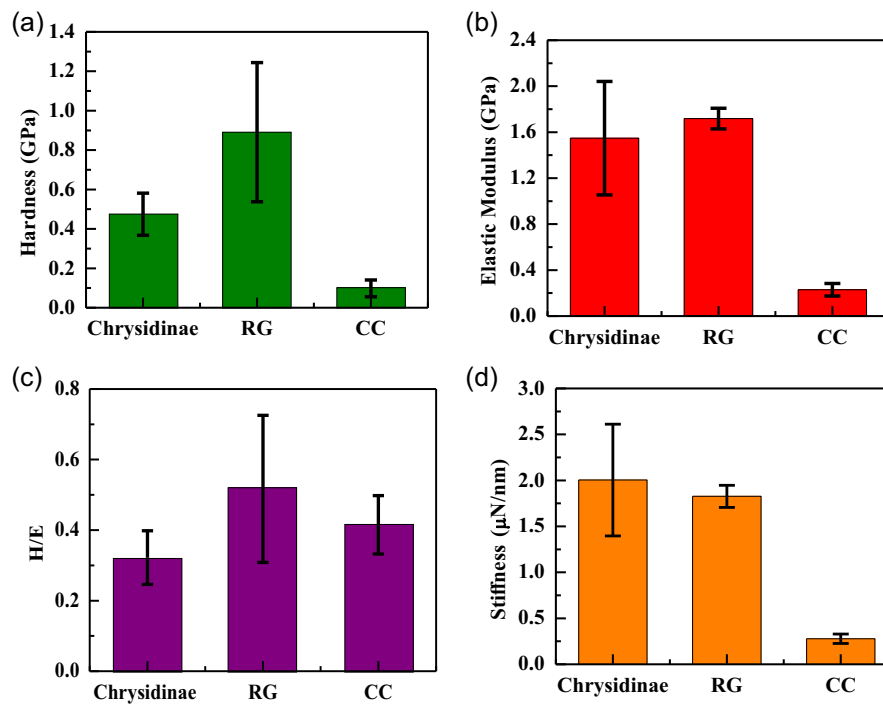 (a)
1.4
1.2
1.0
0.8
0.6
0.4
0.2
0.0
Hardness (GPa)
Chrysidinae RG CC
(b)
2.4
2.0
1.6
1.2
0.8
0.4
0.0
Elastic Modulus (GPa)
Chrysidinae RG CC
(c)
0.8
0.6
0.4
0.2
0.0
H/E
Chrysidinae RG CC
(d)
3.0
2.5
2.0
1.5
1.0
0.5
0.0
Stiffness (μN/nm)
Chrysidinae RG CC